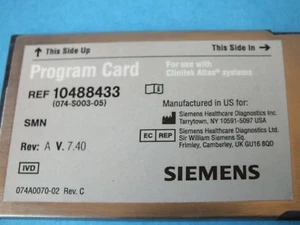 This Side Up
This Side In
Program Card
For use with
Clinitek Atlas® systems
REF 10488433
(074-S003-05)
SMN
Rev: A V. 7.40
IVD
074A0070-02 Rev. C
Manufactured in US for:
Siemens Healthcare Diagnostics Inc.
Tarrytown, NY 10591-5097 USA
EC REP
Siemens Healthcare Diagnostics Ltd
Sir William Siemens Sq.
Frimley, Camberley, UK GU16 8QD
SIEMENS